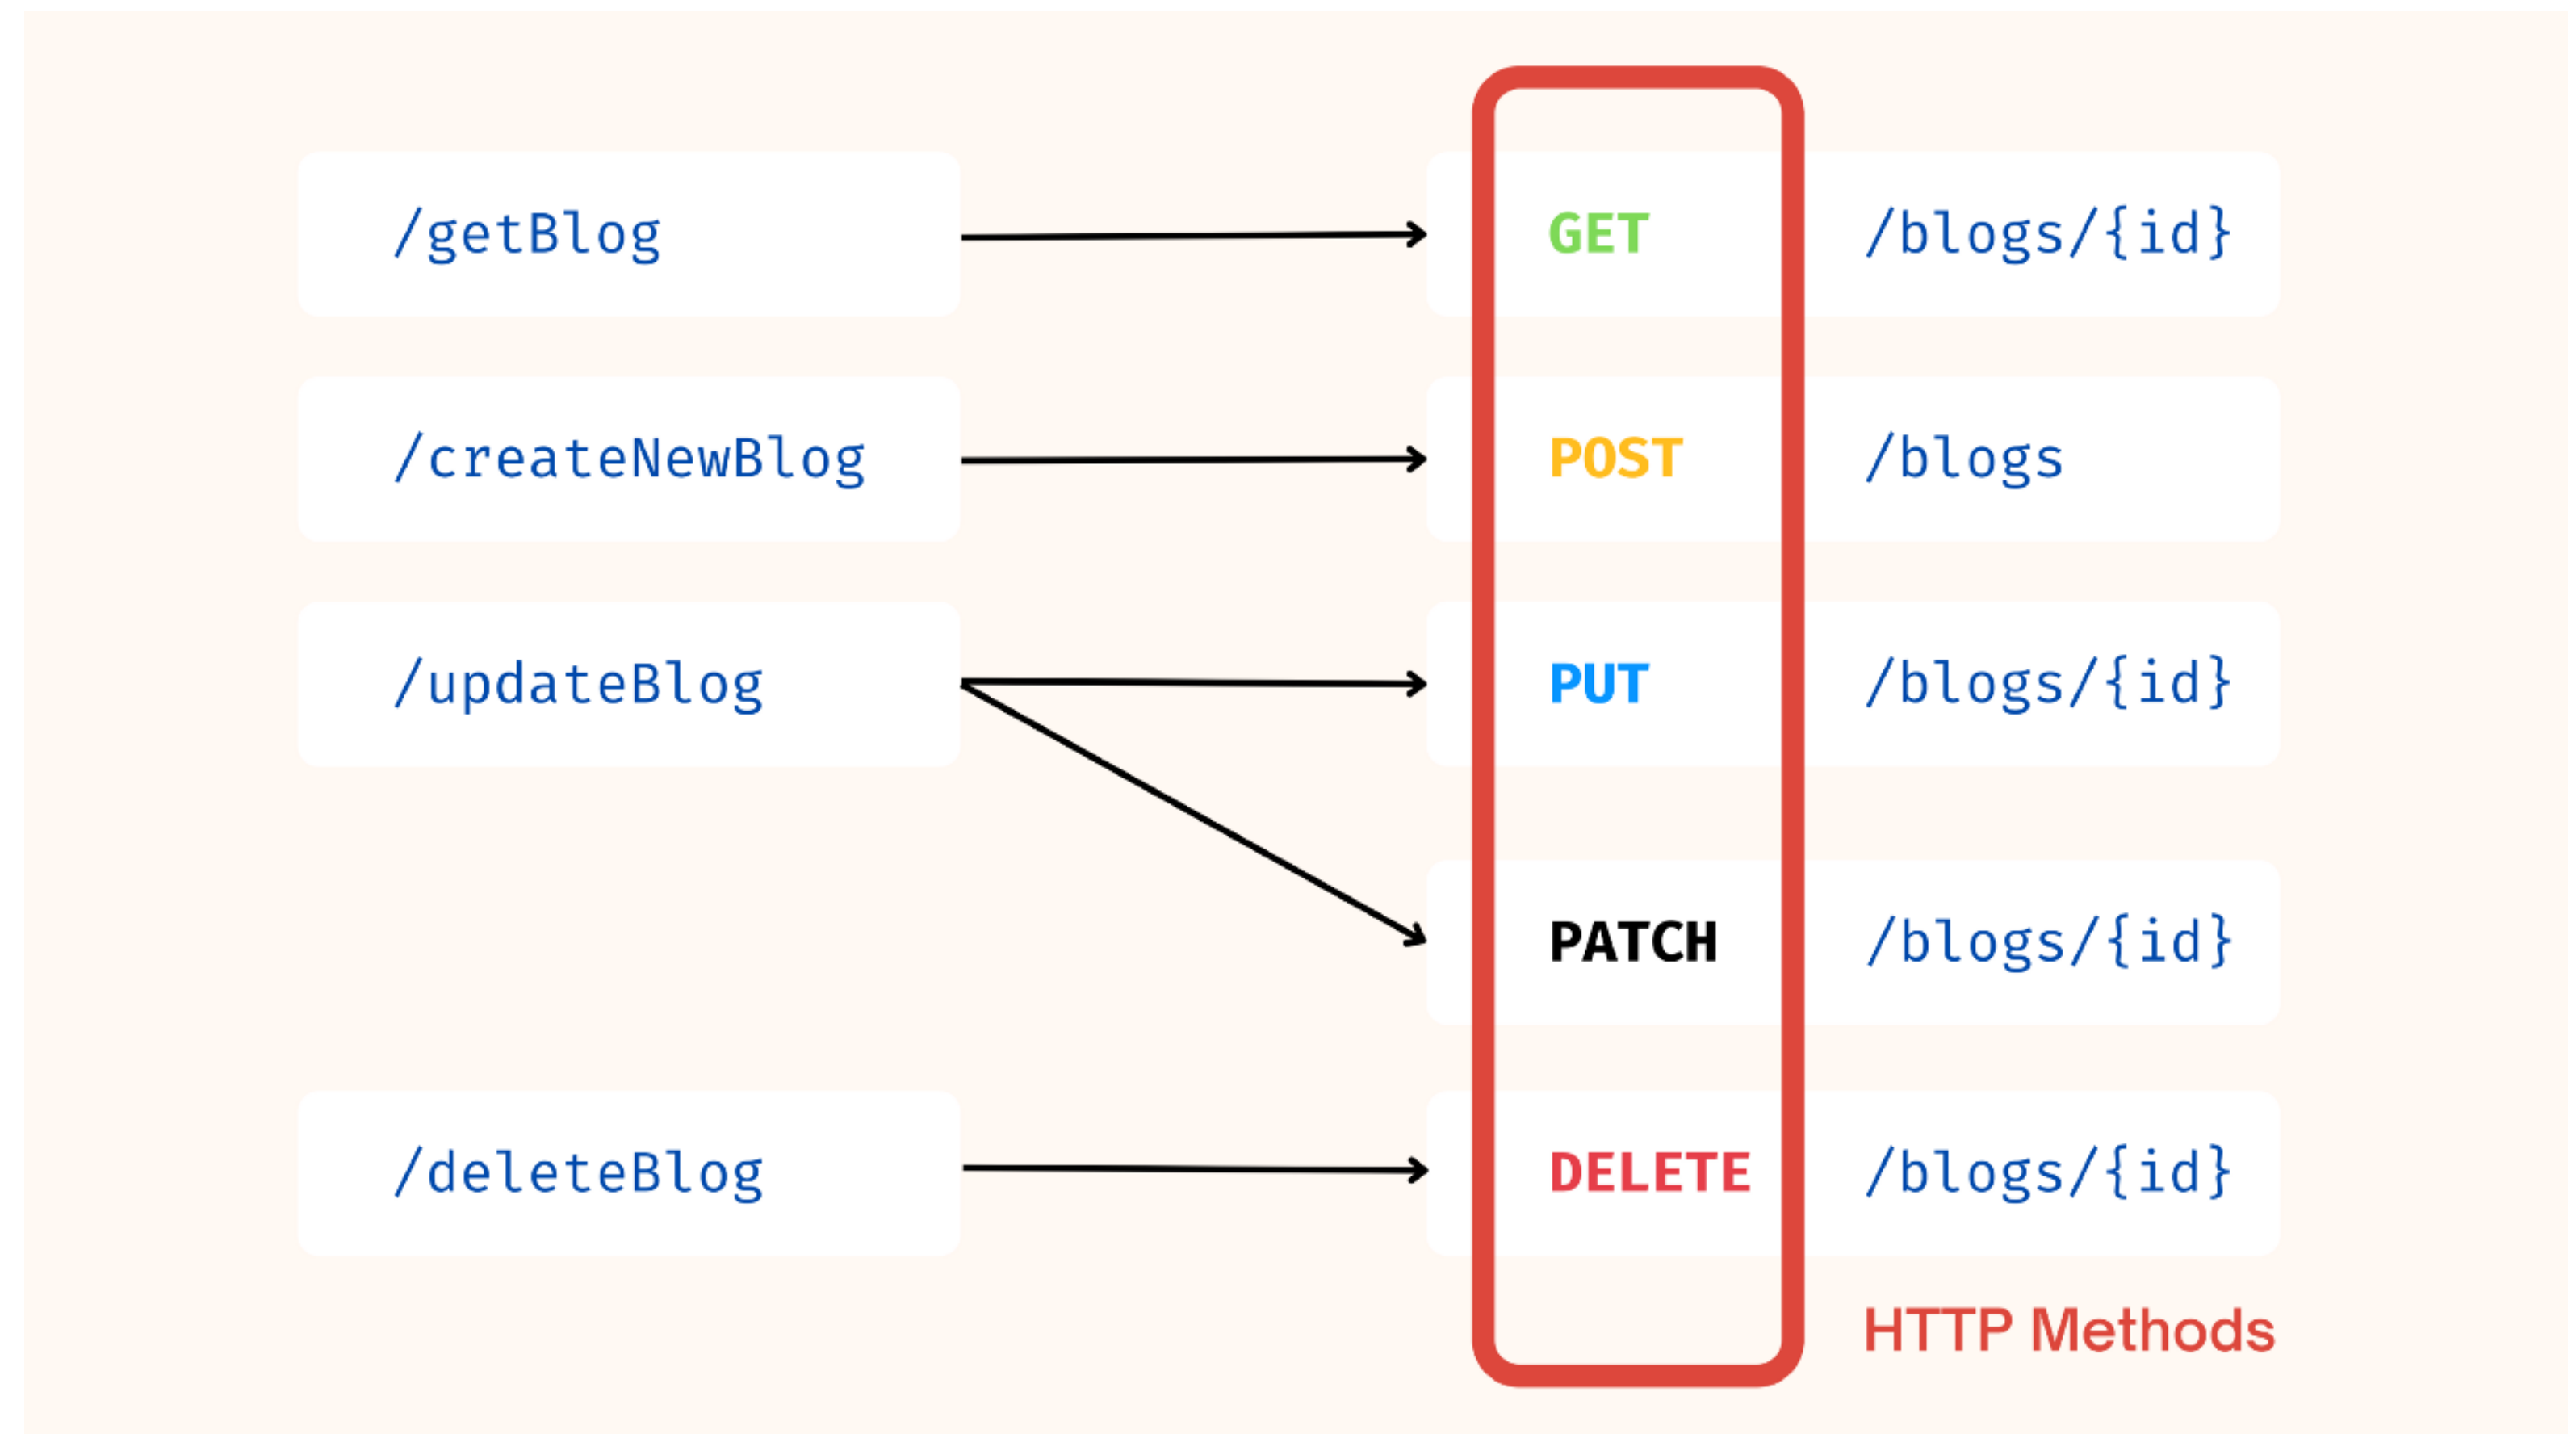 /getBlog GET /blogs/{id}
/createNewBlog POST /blogs
/updateBlog PUT /blogs/{id}
PATCH /blogs/{id}
/deleteBlog DELETE /blogs/{id}
HTTP Methods